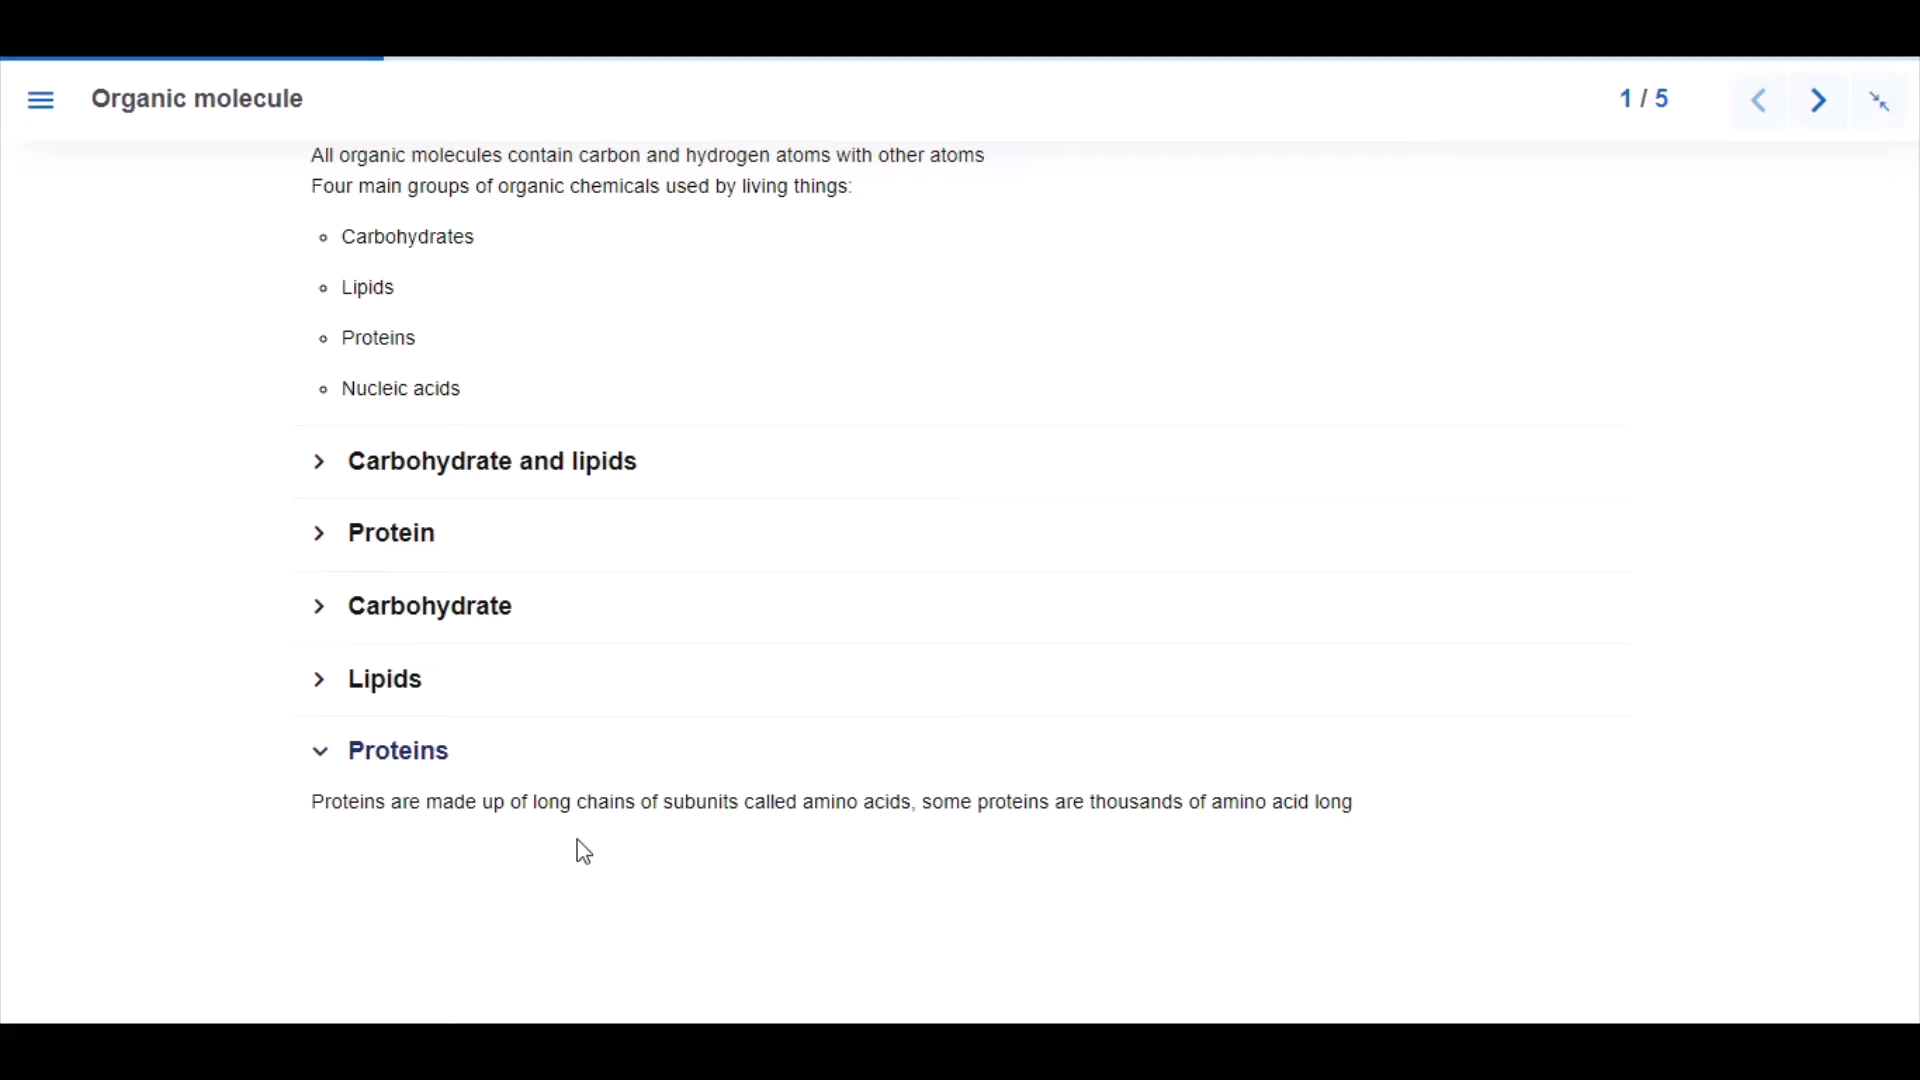 Organic molecule
1 / 5
All organic molecules contain carbon and hydrogen atoms with other atoms
Four main groups of organic chemicals used by living things:
Carbohydrates
Lipids
Proteins
Nucleic acids
Carbohydrate and lipids
Protein
Carbohydrate
Lipids
Proteins
Proteins are made up of long chains of subunits called amino acids, some proteins are thousands of amino acid long